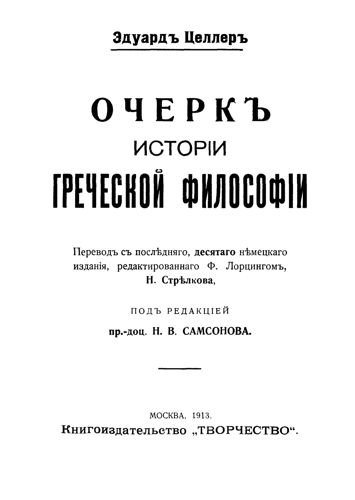 Эдуардъ Целлеръ
ОЧЕРКЪ
ИСТОРІИ
ГРЕЧЕСКОЙ ФИЛОСОФІИ
Переводъ съ послѣдняго, десятаго нѣмецкаго
изданія, редактированнаго Ф. Лорцингомъ,
Н. Стрѣлкова,
ПОДЪ РЕДАКЦІЕЙ
пр.-доц. Н. В. САМСОНОВА.
МОСКВА, 1913.
Книгоиздательство „ТВОРЧЕСТВО“.